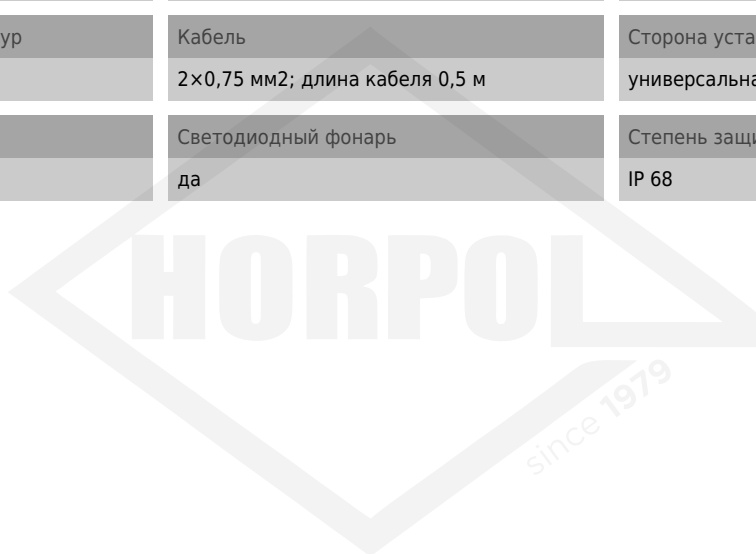 ур
Кабель
Сторона уста
2×0,75 мм2; длина кабеля 0,5 м
универсальна
Светодиодный фонарь
Степень защи
да
IP 68
HORPOL
since 1979